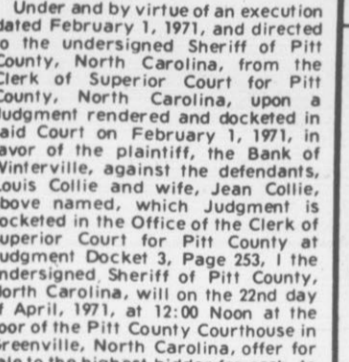 Under and by virtue of an execution
dated February 1, 1971, and directed
to the undersigned Sheriff of Pitt
County, North Carolina, from the
Clerk of Superior Court for Pitt
County, North Carolina, upon a
Judgment rendered and docketed in
said Court on February 1, 1971, in
favor of the plaintiff, the Bank of
Winterville, against the defendants,
Louis Collie and wife, Jean Collie,
above named, which Judgment is
docketed in the Office of the Clerk of
Superior Court for Pitt County at
Judgment Docket 3, Page 253, I the
undersigned Sheriff of Pitt County,
North Carolina, will on the 22nd day
of April, 1971, at 12:00 Noon at the
door of the Pitt County Courthouse in
Greenville, North Carolina, offer for